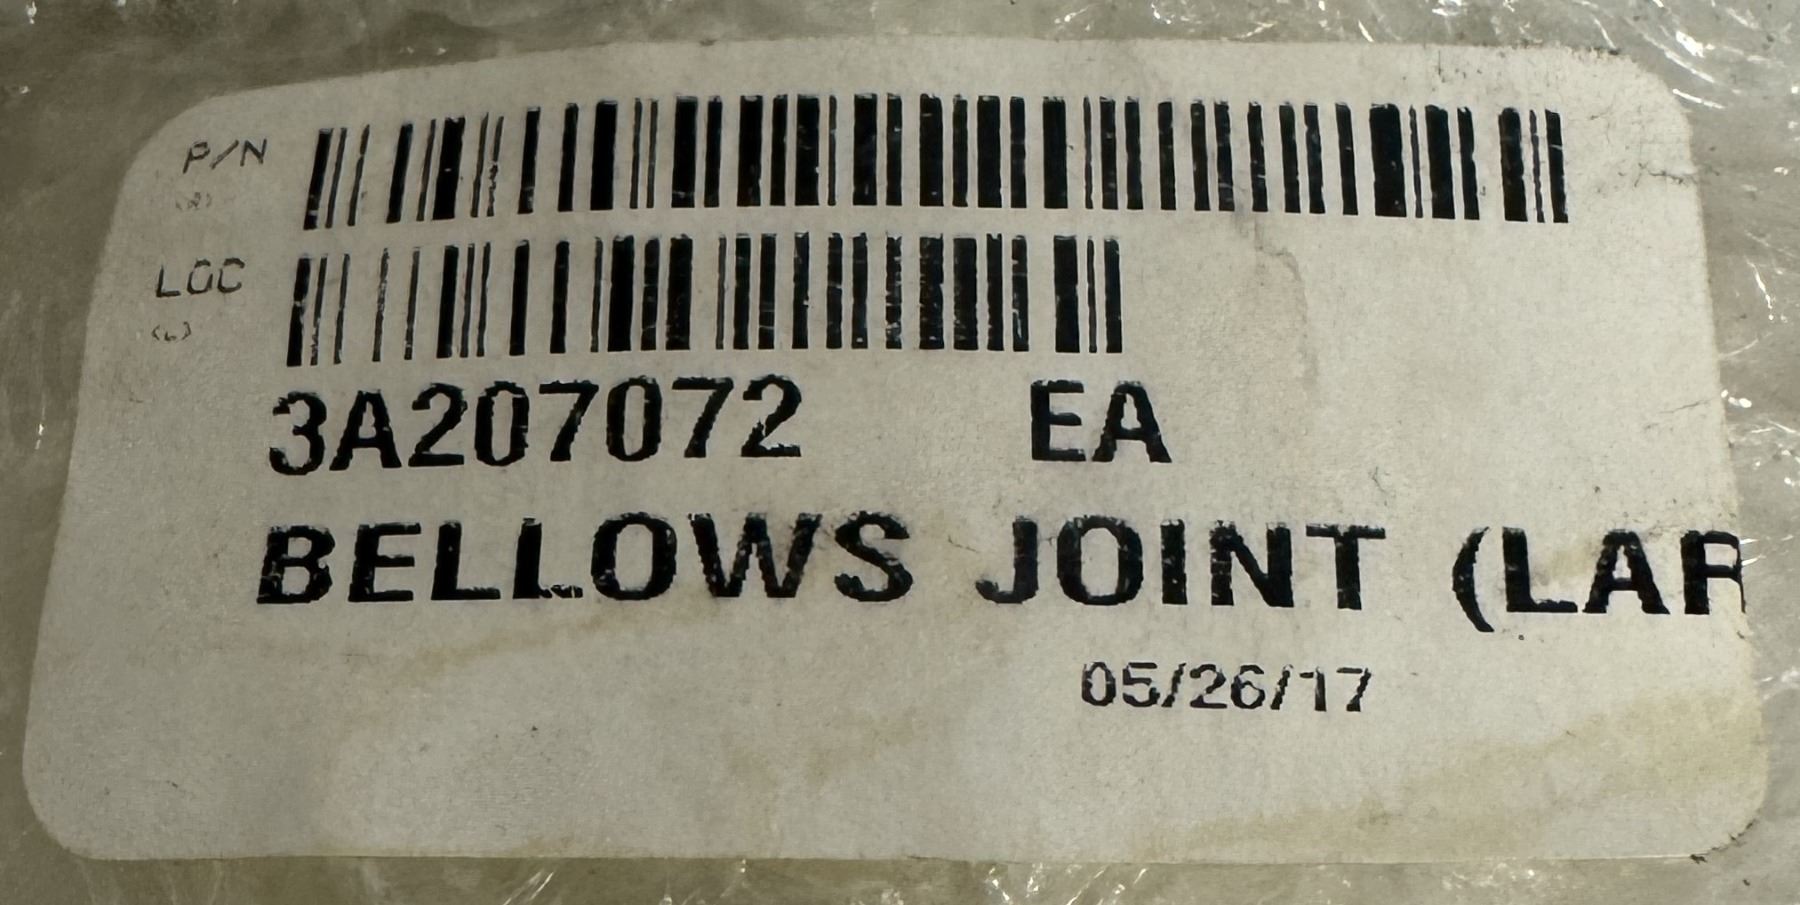 P/N
LOC
3A207072 EA
BELLOWS JOINT (LAR
05/26/17